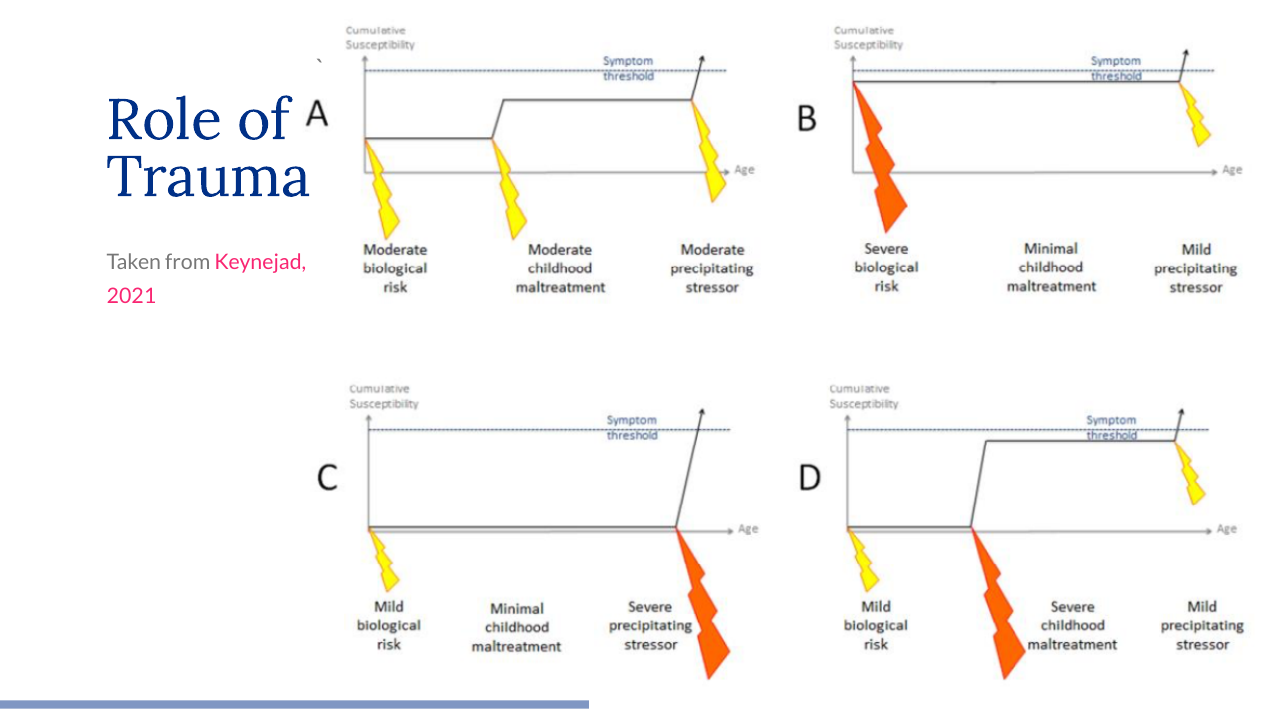 Role of
Trauma
Taken from Keynejad,
2021
`
A
Cumulative
Susceptibility
Symptom
threshold
Age
Moderate
biological
risk
Moderate
childhood
maltreatment
Moderate
precipitating
stressor
B
Cumulative
Susceptibility
Symptom
threshold
Age
Severe
biological
risk
Minimal
childhood
maltreatment
Mild
precipitating
stressor
C
Cumulative
Susceptibility
Symptom
threshold
Age
Mild
biological
risk
Minimal
childhood
maltreatment
Severe
precipitating
stressor
D
Cumulative
Susceptibility
Symptom
threshold
Age
Mild
biological
risk
Severe
childhood
maltreatment
Mild
precipitating
stressor